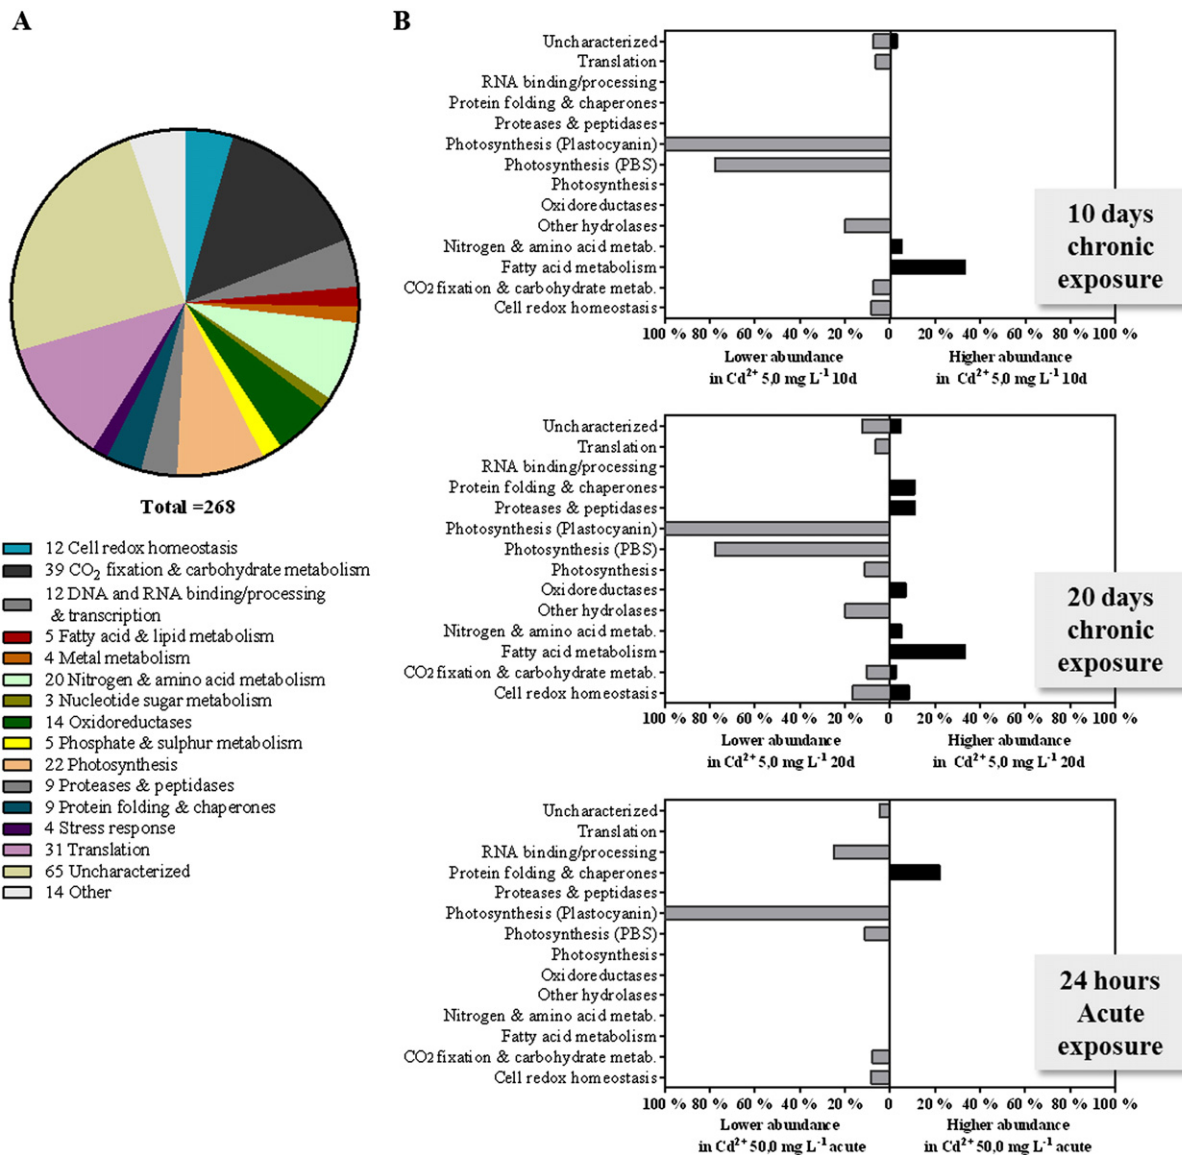 A
Total =268
12 Cell redox homeostasis
39 CO2 fixation & carbohydrate metabolism
12 DNA and RNA binding/processing
& transcription
5 Fatty acid & lipid metabolism
4 Metal metabolism
20 Nitrogen & amino acid metabolism
3 Nucleotide sugar metabolism
14 Oxidoreductases
5 Phosphate & sulphur metabolism
22 Photosynthesis
9 Proteases & peptidases
9 Protein folding & chaperones
4 Stress response
31 Translation
65 Uncharacterized
14 Other
B
Uncharacterized
Translation
RNA binding/processing
Protein folding & chaperones
Proteases & peptidases
Photosynthesis (Plastocyanin)
Photosynthesis (PBS)
Photosynthesis
Oxidoreductases
Other hydrolases
Nitrogen & amino acid metab.
Fatty acid metabolism
CO2 fixation & carbohydrate metab.
Cell redox homeostasis
100 % 80 % 60 % 40 % 20 % 0 20 % 40 % 60 % 80 % 100 %
Lower abundance
in Cd2+ 5,0 mg L-1 10d
Higher abundance
in Cd2+ 5,0 mg L-1 10d
10 days
chronic
exposure
Uncharacterized
Translation
RNA binding/processing
Protein folding & chaperones
Proteases & peptidases
Photosynthesis (Plastocyanin)
Photosynthesis (PBS)
Photosynthesis
Oxidoreductases
Other hydrolases
Nitrogen & amino acid metab.
Fatty acid metabolism
CO2 fixation & carbohydrate metab.
Cell redox homeostasis
100 % 80 % 60 % 40 % 20 % 0 20 % 40 % 60 % 80 % 100 %
Lower abundance
in Cd2+ 5,0 mg L-1 20d
Higher abundance
in Cd2+ 5,0 mg L-1 20d
20 days
chronic
exposure
Uncharacterized
Translation
RNA binding/processing
Protein folding & chaperones
Proteases & peptidases
Photosynthesis (Plastocyanin)
Photosynthesis (PBS)
Photosynthesis
Oxidoreductases
Other hydrolases
Nitrogen & amino acid metab.
Fatty acid metabolism
CO2 fixation & carbohydrate metab.
Cell redox homeostasis
100 % 80 % 60 % 40 % 20 % 0 20 % 40 % 60 % 80 % 100 %
Lower abundance
in Cd2+ 50,0 mg L-1 acute
Higher abundance
in Cd2+ 50,0 mg L-1 acute
24 hours
Acute
exposure